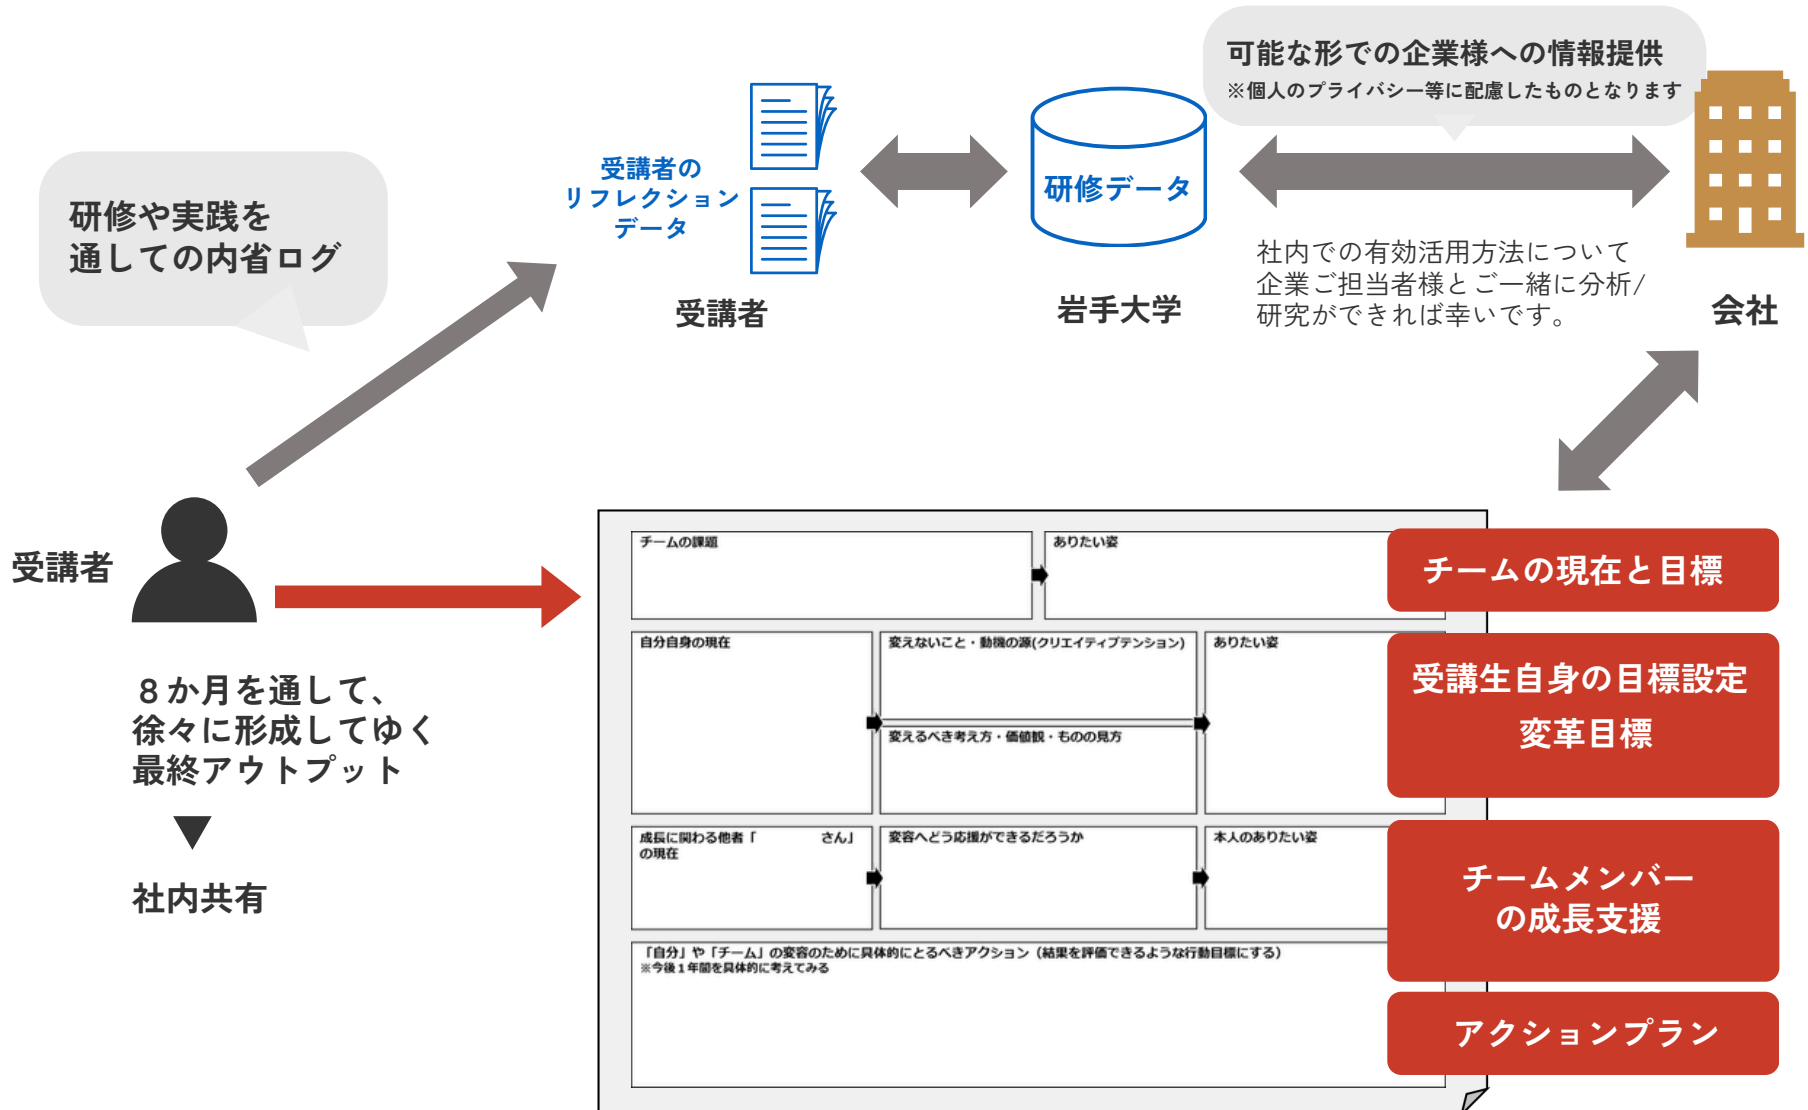 可能な形での企業様への情報提供
※個人のプライバシー等に配慮したものとなります
研修や実践を
通しての内省ログ
受講者の
リフレクション
データ
受講者
研修データ
岩手大学
社内での有効活用方法について
企業ご担当者様とご一緒に分析/
研究ができれば幸いです。
会社
受講者
８か月を通して、
徐々に形成してゆく
最終アウトプット
社内共有
チームの課題
ありたい姿
チームの現在と目標
自分自身の現在
変えないこと・動機の源(クリエイティブテンション)
変えるべき考え方・価値観・ものの見方
ありたい姿
受講生自身の目標設定
変革目標
成長に関わる他者「　　　　さん」
の現在
変容へどう応援ができるだろうか
本人のありたい姿
チームメンバー
の成長支援
「自分」や「チーム」の変容のために具体的にとるべきアクション（結果を評価できるような行動目標にする）
※今後１年間を具体的に考えてみる
アクションプラン